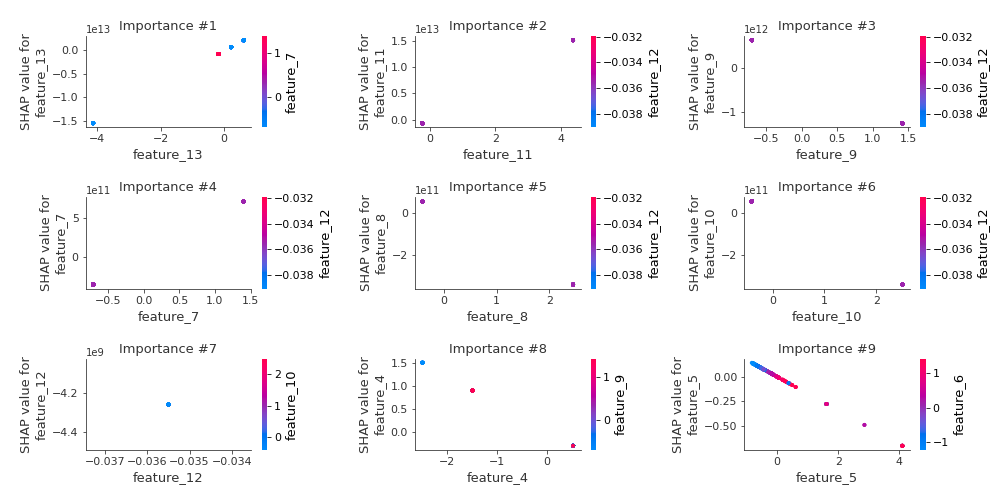 Importance #1
1e13
SHAP value for
feature_13
0.0
−0.5
−1.0
−1.5
−4
−2
0
feature_13
1
0
feature_7
Importance #2
1e13
SHAP value for
feature_11
1.5
1.0
0.5
0.0
0
2
4
feature_11
−0.032
−0.034
−0.036
−0.038
feature_12
Importance #3
1e12
SHAP value for
feature_9
0
−1
−0.5
0.0
0.5
1.0
1.5
feature_9
−0.032
−0.034
−0.036
−0.038
feature_12
Importance #4
1e11
SHAP value for
feature_7
5
0
−0.5
0.0
0.5
1.0
1.5
feature_7
−0.032
−0.034
−0.036
−0.038
feature_12
Importance #5
1e11
SHAP value for
feature_8
0
−2
0
1
2
feature_8
−0.032
−0.034
−0.036
−0.038
feature_12
Importance #6
1e11
SHAP value for
feature_10
0
−2
0
1
2
feature_10
−0.032
−0.034
−0.036
−0.038
feature_12
Importance #7
1e9
SHAP value for
feature_12
−4.2
−4.4
−0.037
−0.036
−0.035
−0.034
feature_12
2
1
0
feature_10
Importance #8
SHAP value for
feature_4
1.5
1.0
0.5
0.0
−2
−1
0
feature_4
1
0
feature_9
Importance #9
SHAP value for
feature_5
0.00
−0.25
−0.50
0
2
4
feature_5
1
0
−1
feature_6